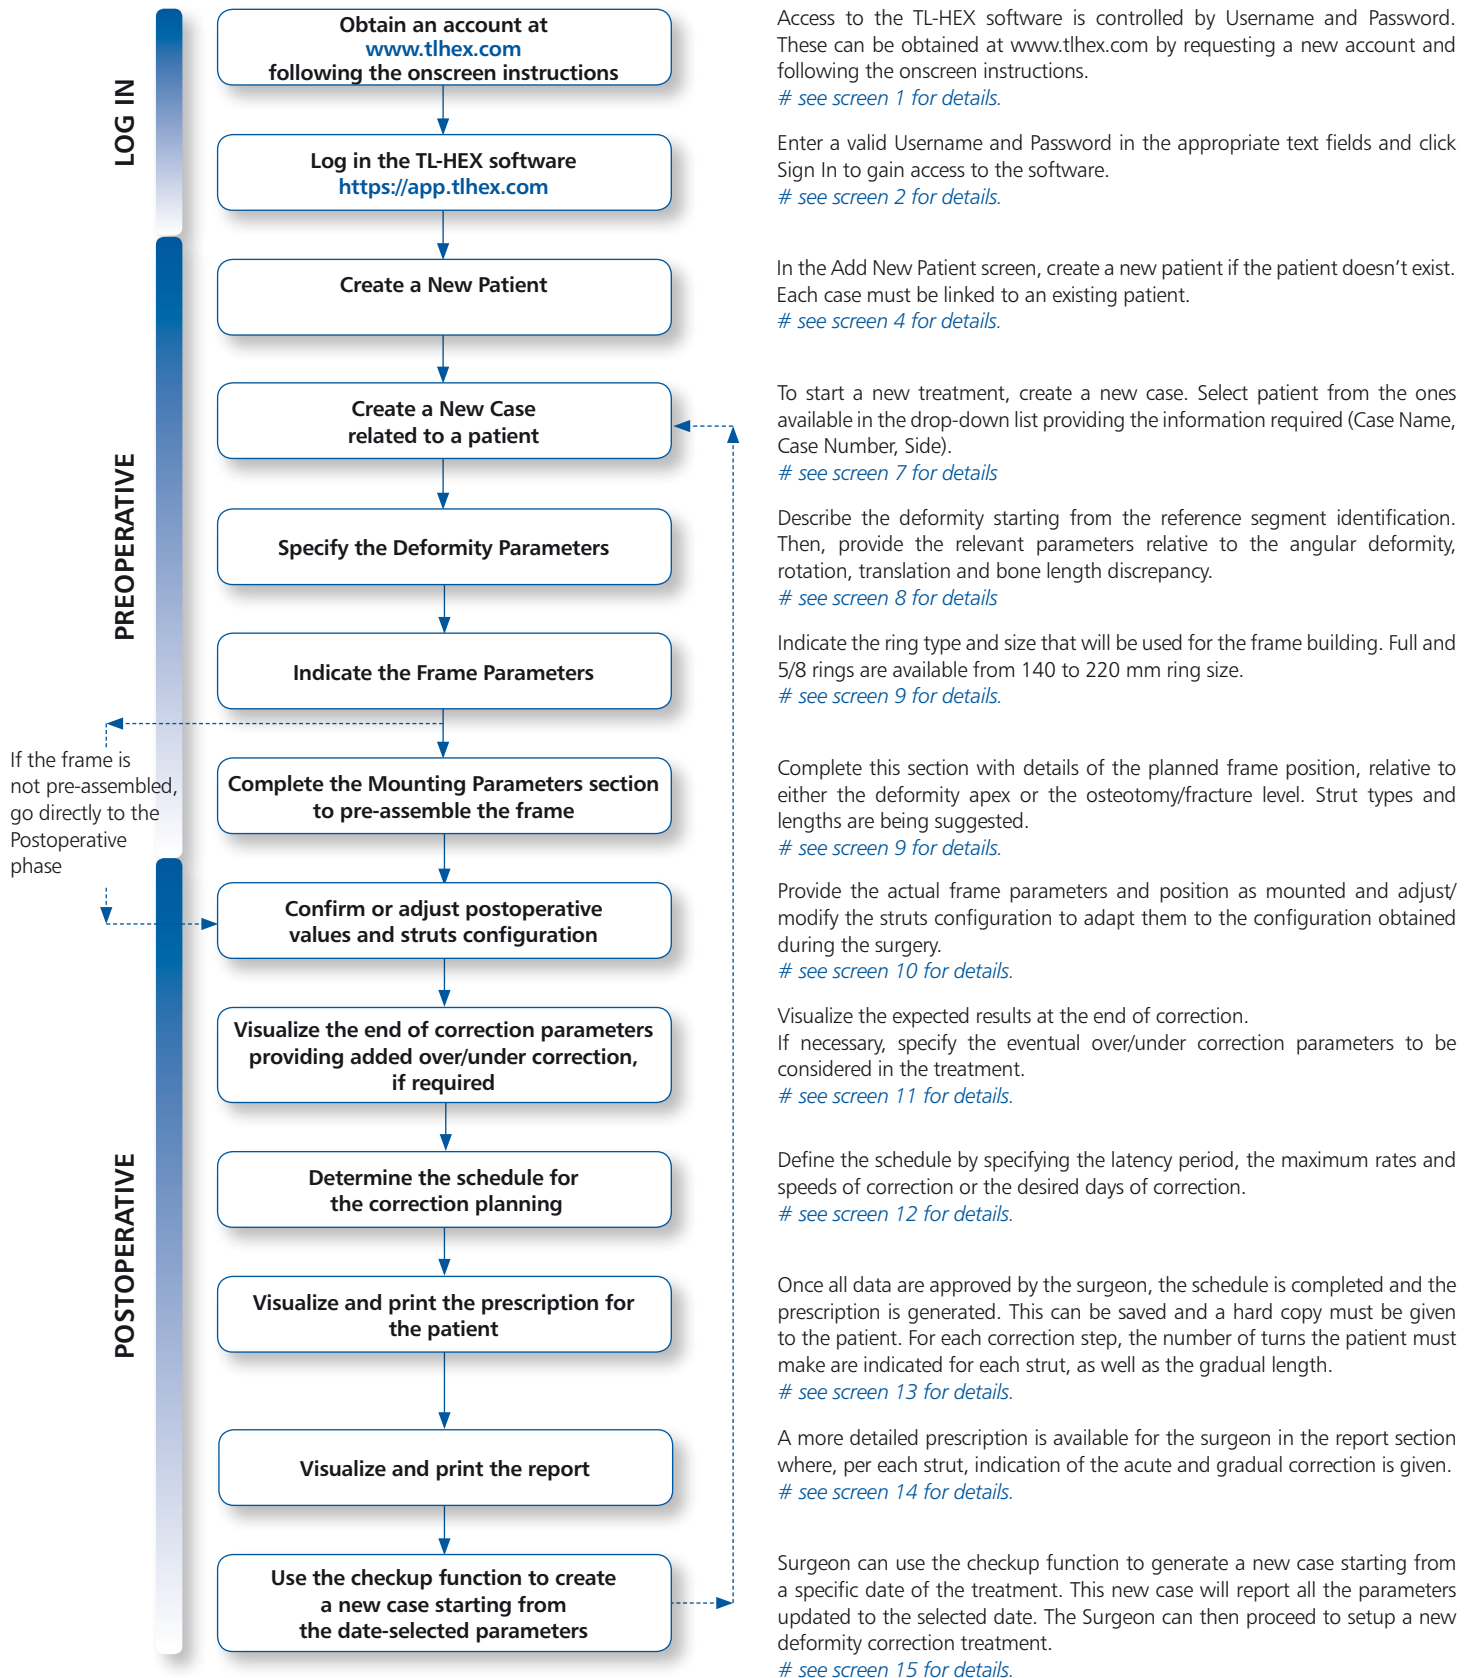 LOG IN
Obtain an account at
www.tlhex.com
following the onscreen instructions
Access to the TL-HEX software is controlled by Username and Password.
These can be obtained at www.tlhex.com by requesting a new account and
following the onscreen instructions.
# see screen 1 for details.
Log in the TL-HEX software
https://app.tlhex.com
Enter a valid Username and Password in the appropriate text fields and click
Sign In to gain access to the software.
# see screen 2 for details.
PREOPERATIVE
Create a New Patient
In the Add New Patient screen, create a new patient if the patient doesn't exist.
Each case must be linked to an existing patient.
# see screen 4 for details.
Create a New Case
related to a patient
To start a new treatment, create a new case. Select patient from the ones
available in the drop-down list providing the information required (Case Name,
Case Number, Side).
# see screen 7 for details
Specify the Deformity Parameters
Describe the deformity starting from the reference segment identification.
Then, provide the relevant parameters relative to the angular deformity,
rotation, translation and bone length discrepancy.
# see screen 8 for details
Indicate the Frame Parameters
Indicate the ring type and size that will be used for the frame building. Full and
5/8 rings are available from 140 to 220 mm ring size.
# see screen 9 for details.
If the frame is
not pre-assembled,
go directly to the
Postoperative
phase
Complete the Mounting Parameters section
to pre-assemble the frame
Complete this section with details of the planned frame position, relative to
either the deformity apex or the osteotomy/fracture level. Strut types and
lengths are being suggested.
# see screen 9 for details.
POSTOPERATIVE
Confirm or adjust postoperative
values and struts configuration
Provide the actual frame parameters and position as mounted and adjust/
modify the struts configuration to adapt them to the configuration obtained
during the surgery.
# see screen 10 for details.
Visualize the end of correction parameters
providing added over/under correction,
if required
Visualize the expected results at the end of correction.
If necessary, specify the eventual over/under correction parameters to be
considered in the treatment.
# see screen 11 for details.
Determine the schedule for
the correction planning
Define the schedule by specifying the latency period, the maximum rates and
speeds of correction or the desired days of correction.
# see screen 12 for details.
Visualize and print the prescription for
the patient
Once all data are approved by the surgeon, the schedule is completed and the
prescription is generated. This can be saved and a hard copy must be given
to the patient. For each correction step, the number of turns the patient must
make are indicated for each strut, as well as the gradual length.
# see screen 13 for details.
Visualize and print the report
A more detailed prescription is available for the surgeon in the report section
where, per each strut, indication of the acute and gradual correction is given.
# see screen 14 for details.
Use the checkup function to create
a new case starting from
the date-selected parameters
Surgeon can use the checkup function to generate a new case starting from
a specific date of the treatment. This new case will report all the parameters
updated to the selected date. The Surgeon can then proceed to setup a new
deformity correction treatment.
# see screen 15 for details.